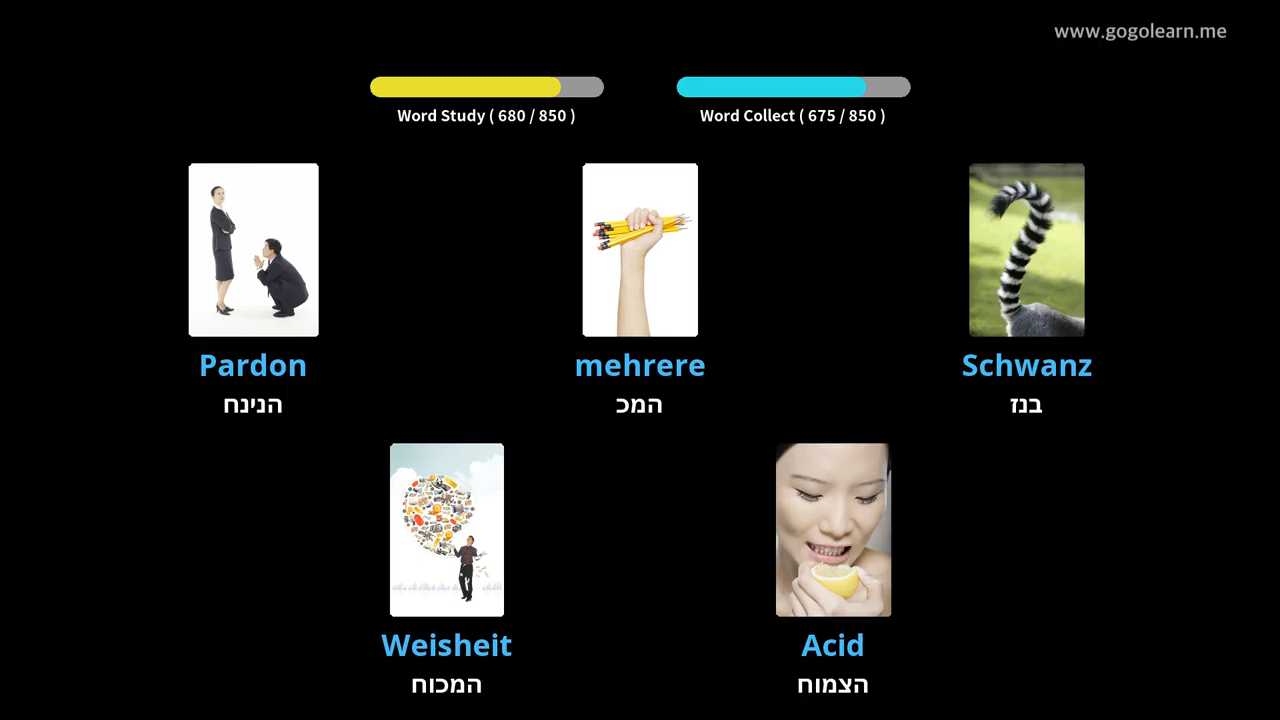 www.gogolearn.me
Word Study ( 680 / 850 )
Word Collect ( 675 / 850 )
Pardon
הנינח
mehrere
המכ
Schwanz
בנז
Weisheit
המכוח
Acid
הצמוח